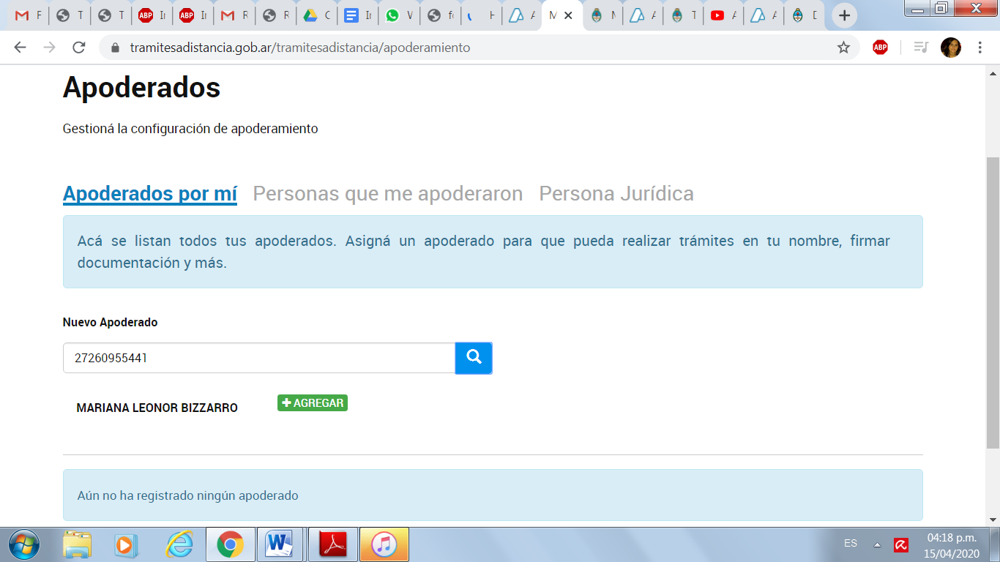 F
T
T
ABP
In
ABP
In
R
R
C
In
W
fo
H
A
M
N
A
T
A
A
D
tramitesadistancia.gob.ar/tramitesadistancia/apoderamiento
ABP
Apoderados
Gestioná la configuración de apoderamiento
Apoderados por mí Personas que me apoderaron Persona Jurídica
Acá se listan todos tus apoderados. Asigná un apoderado para que pueda realizar trámites en tu nombre, firmar
documentación y más.
Nuevo Apoderado
27260955441
MARIANA LEONOR BIZZARRO
AGREGAR
Aún no ha registrado ningún apoderado
ES
04:18 p.m.
15/04/2020